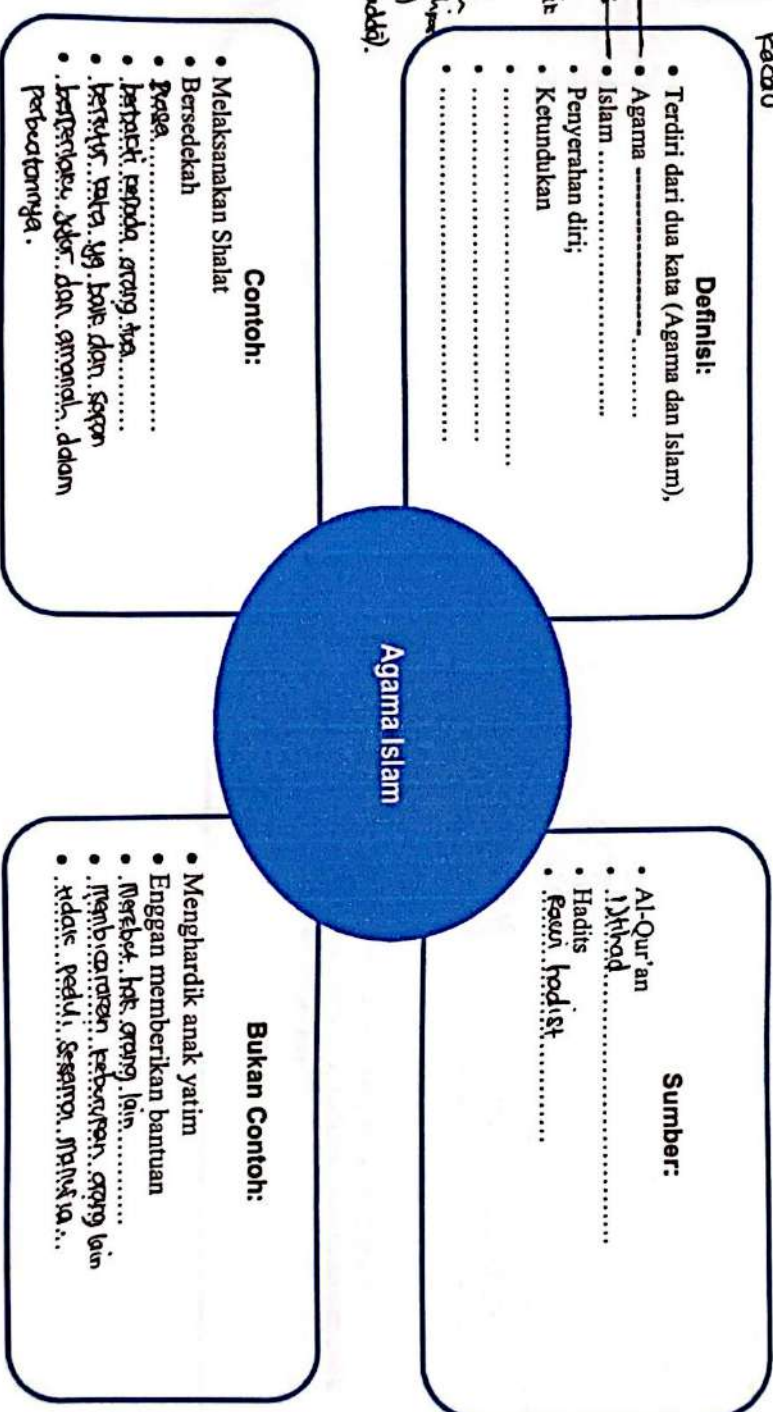 kacau
Definisi:
• Terdiri dari dua kata (Agama dan Islam),
• Agama --------------------.........
• Islam ..............................
• Penyerahan diri;
• Ketundukan
• ..............................
• ..............................
• ..............................
addā).
Sumber:
• Al-Qur'an
• Ijtihad
• Hadits
• Rawi hadist
Agama Islam
Contoh:
• Melaksanakan Shalat
• Bersedekah
• Puasa
• berbakti kepada orang tua
• bertutur kata yg baik dan sopan
• berperilaku jujur dan amanah dalam
perbuatannya.
Bukan Contoh:
• Menghardik anak yatim
• Enggan memberikan bantuan
• Merebut hak orang lain
• membicarakan keburukan orang lain
• tidak peduli sesama manusia...